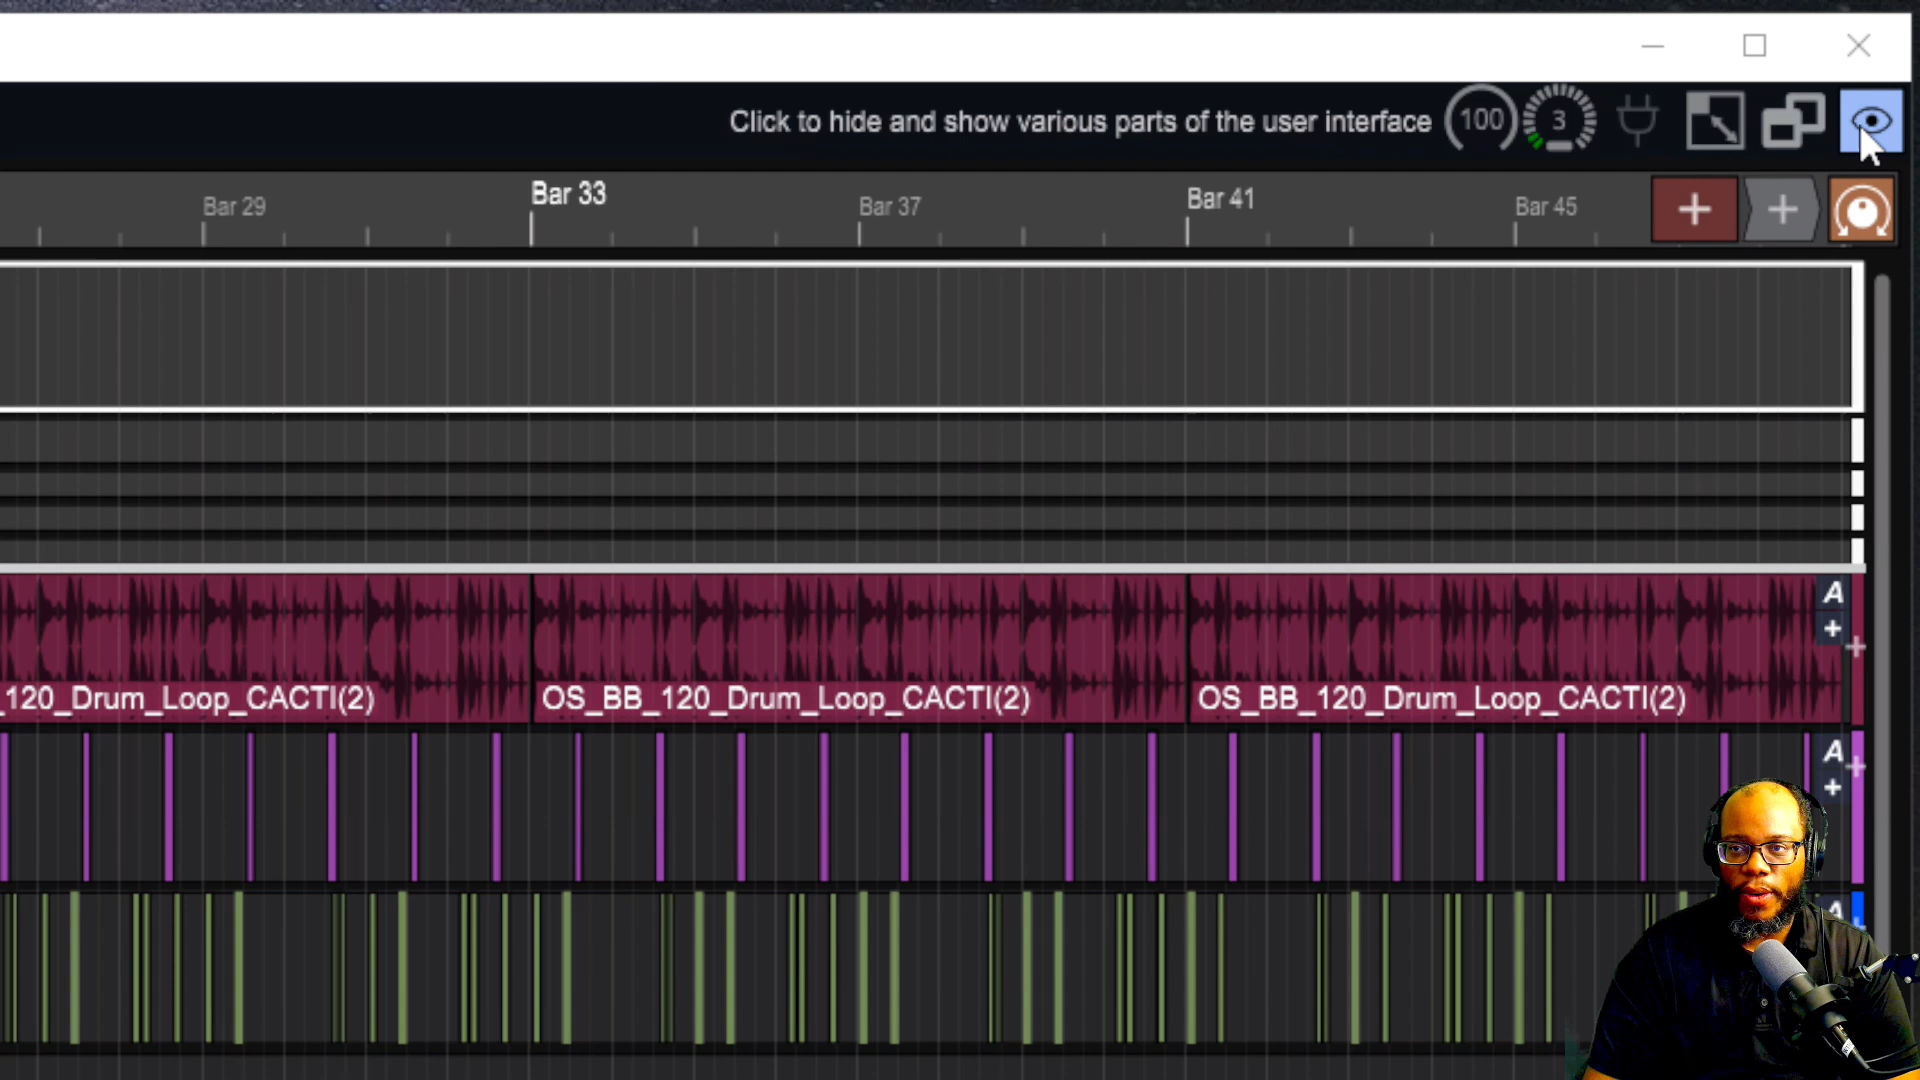 Click to hide and show various parts of the user interface
100
3
Bar 29
Bar 33
Bar 37
Bar 41
Bar 45
A
_120_Drum_Loop_CACTI(2)
OS_BB_120_Drum_Loop_CACTI(2)
OS_BB_120_Drum_Loop_CACTI(2)
A
A